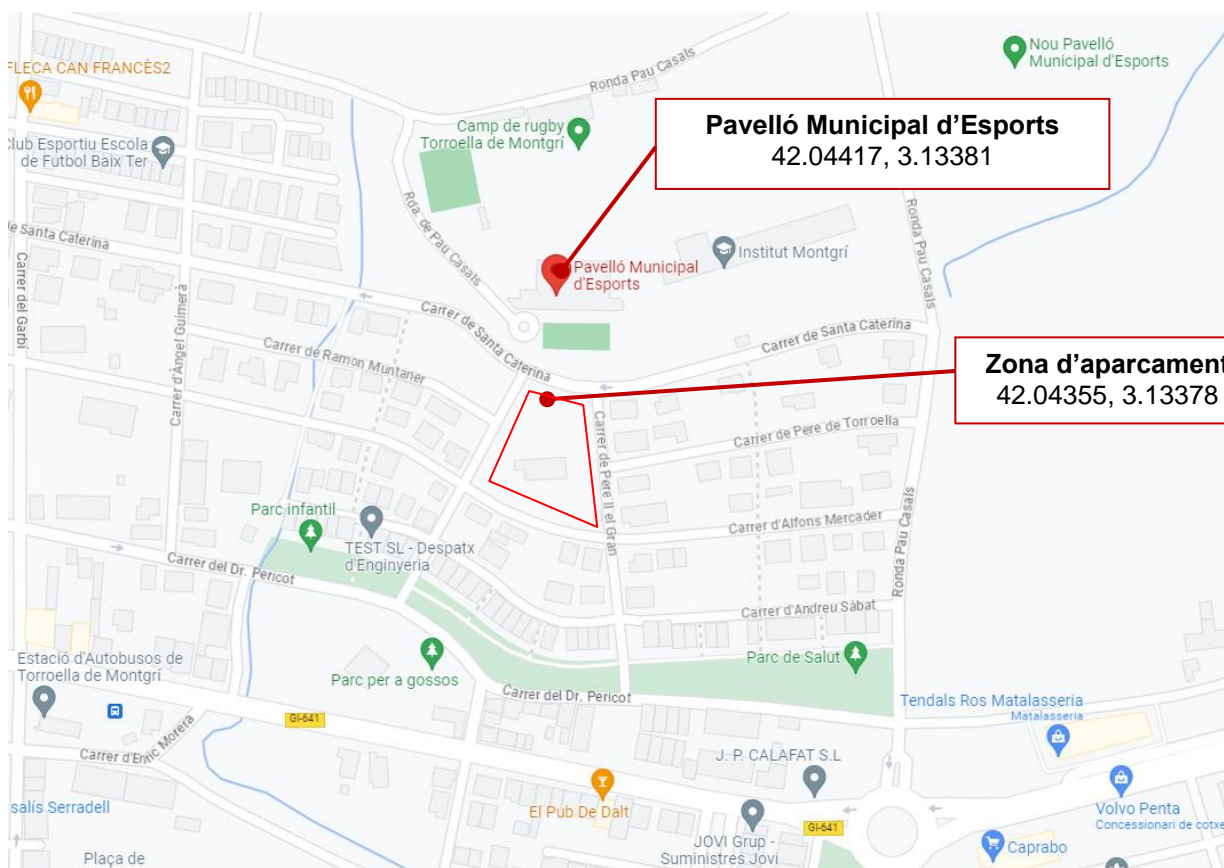 Nou Pavelló
Municipal d'Esports
FLECA CAN FRANCÈS2
Ronda Pau Casals
Camp de rugby
Torroella de Montgrí
Pavelló Municipal d'Esports
42.04417, 3.13381
Club Esportiu Escola
de Futbol Baix Ter
Rda. de Pau Casals
Ronda Pau Casals
de Santa Caterina
Institut Montgrí
Carrer del Garbí
Carrer d'Àngel Guimerà
Pavelló Municipal
d'Esports
Carrer de Santa Caterina
Carrer de Santa Caterina
Carrer de Ramon Muntaner
Zona d'aparcament
42.04355, 3.13378
Carrer de Pere de Torroella
Carrer de Pere II el Gran
Parc infantil
TEST SL - Despatx
d'Enginyeria
Carrer d'Alfons Mercader
Ronda Pau Casals
Carrer del Dr. Pericot
Carrer d'Andreu Sàbat
Estació d'Autobusos de
Torroella de Montgrí
Parc per a gossos
Parc de Salut
Carrer del Dr. Pericot
Tendals Ros Matalasseria
Matalasseria
GI-641
Carrer d'Enric Morera
J. P. CALAFAT S.L
salís Serradell
El Pub De Dalt
GI-641
Volvo Penta
Concessionari de cotxe
JOVI Grup -
Suministres Jovi
Caprabo
Plaça de